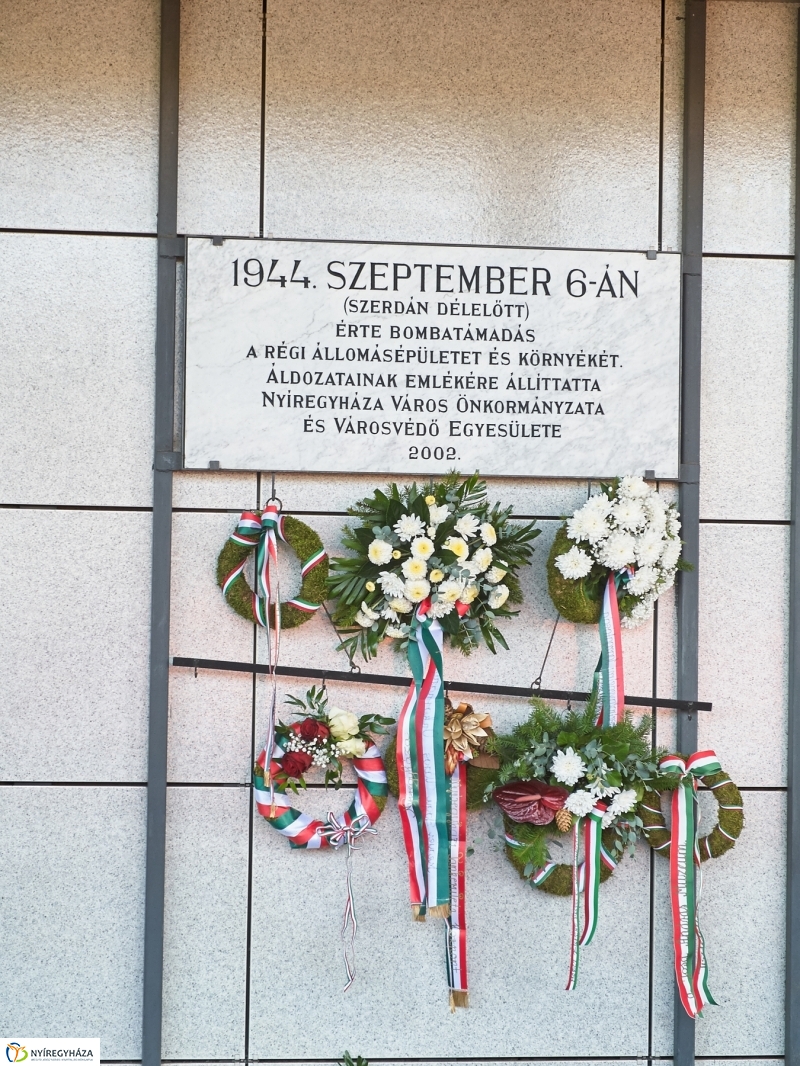 1944. SZEPTEMBER 6-ÁN
(SZERDÁN DÉLELŐTT)
ÉRTE BOMBATÁMADÁS
A RÉGI ÁLLOMÁSÉPÜLETET ÉS KÖRNYÉKÉT.
ÁLDOZATAINAK EMLÉKÉRE ÁLLÍTTATTA
NYÍREGYHÁZA VÁROS ÖNKORMÁNYZATA
ÉS VÁROSVÉDŐ EGYESÜLETE
2002.
NYÍREGYHÁZA